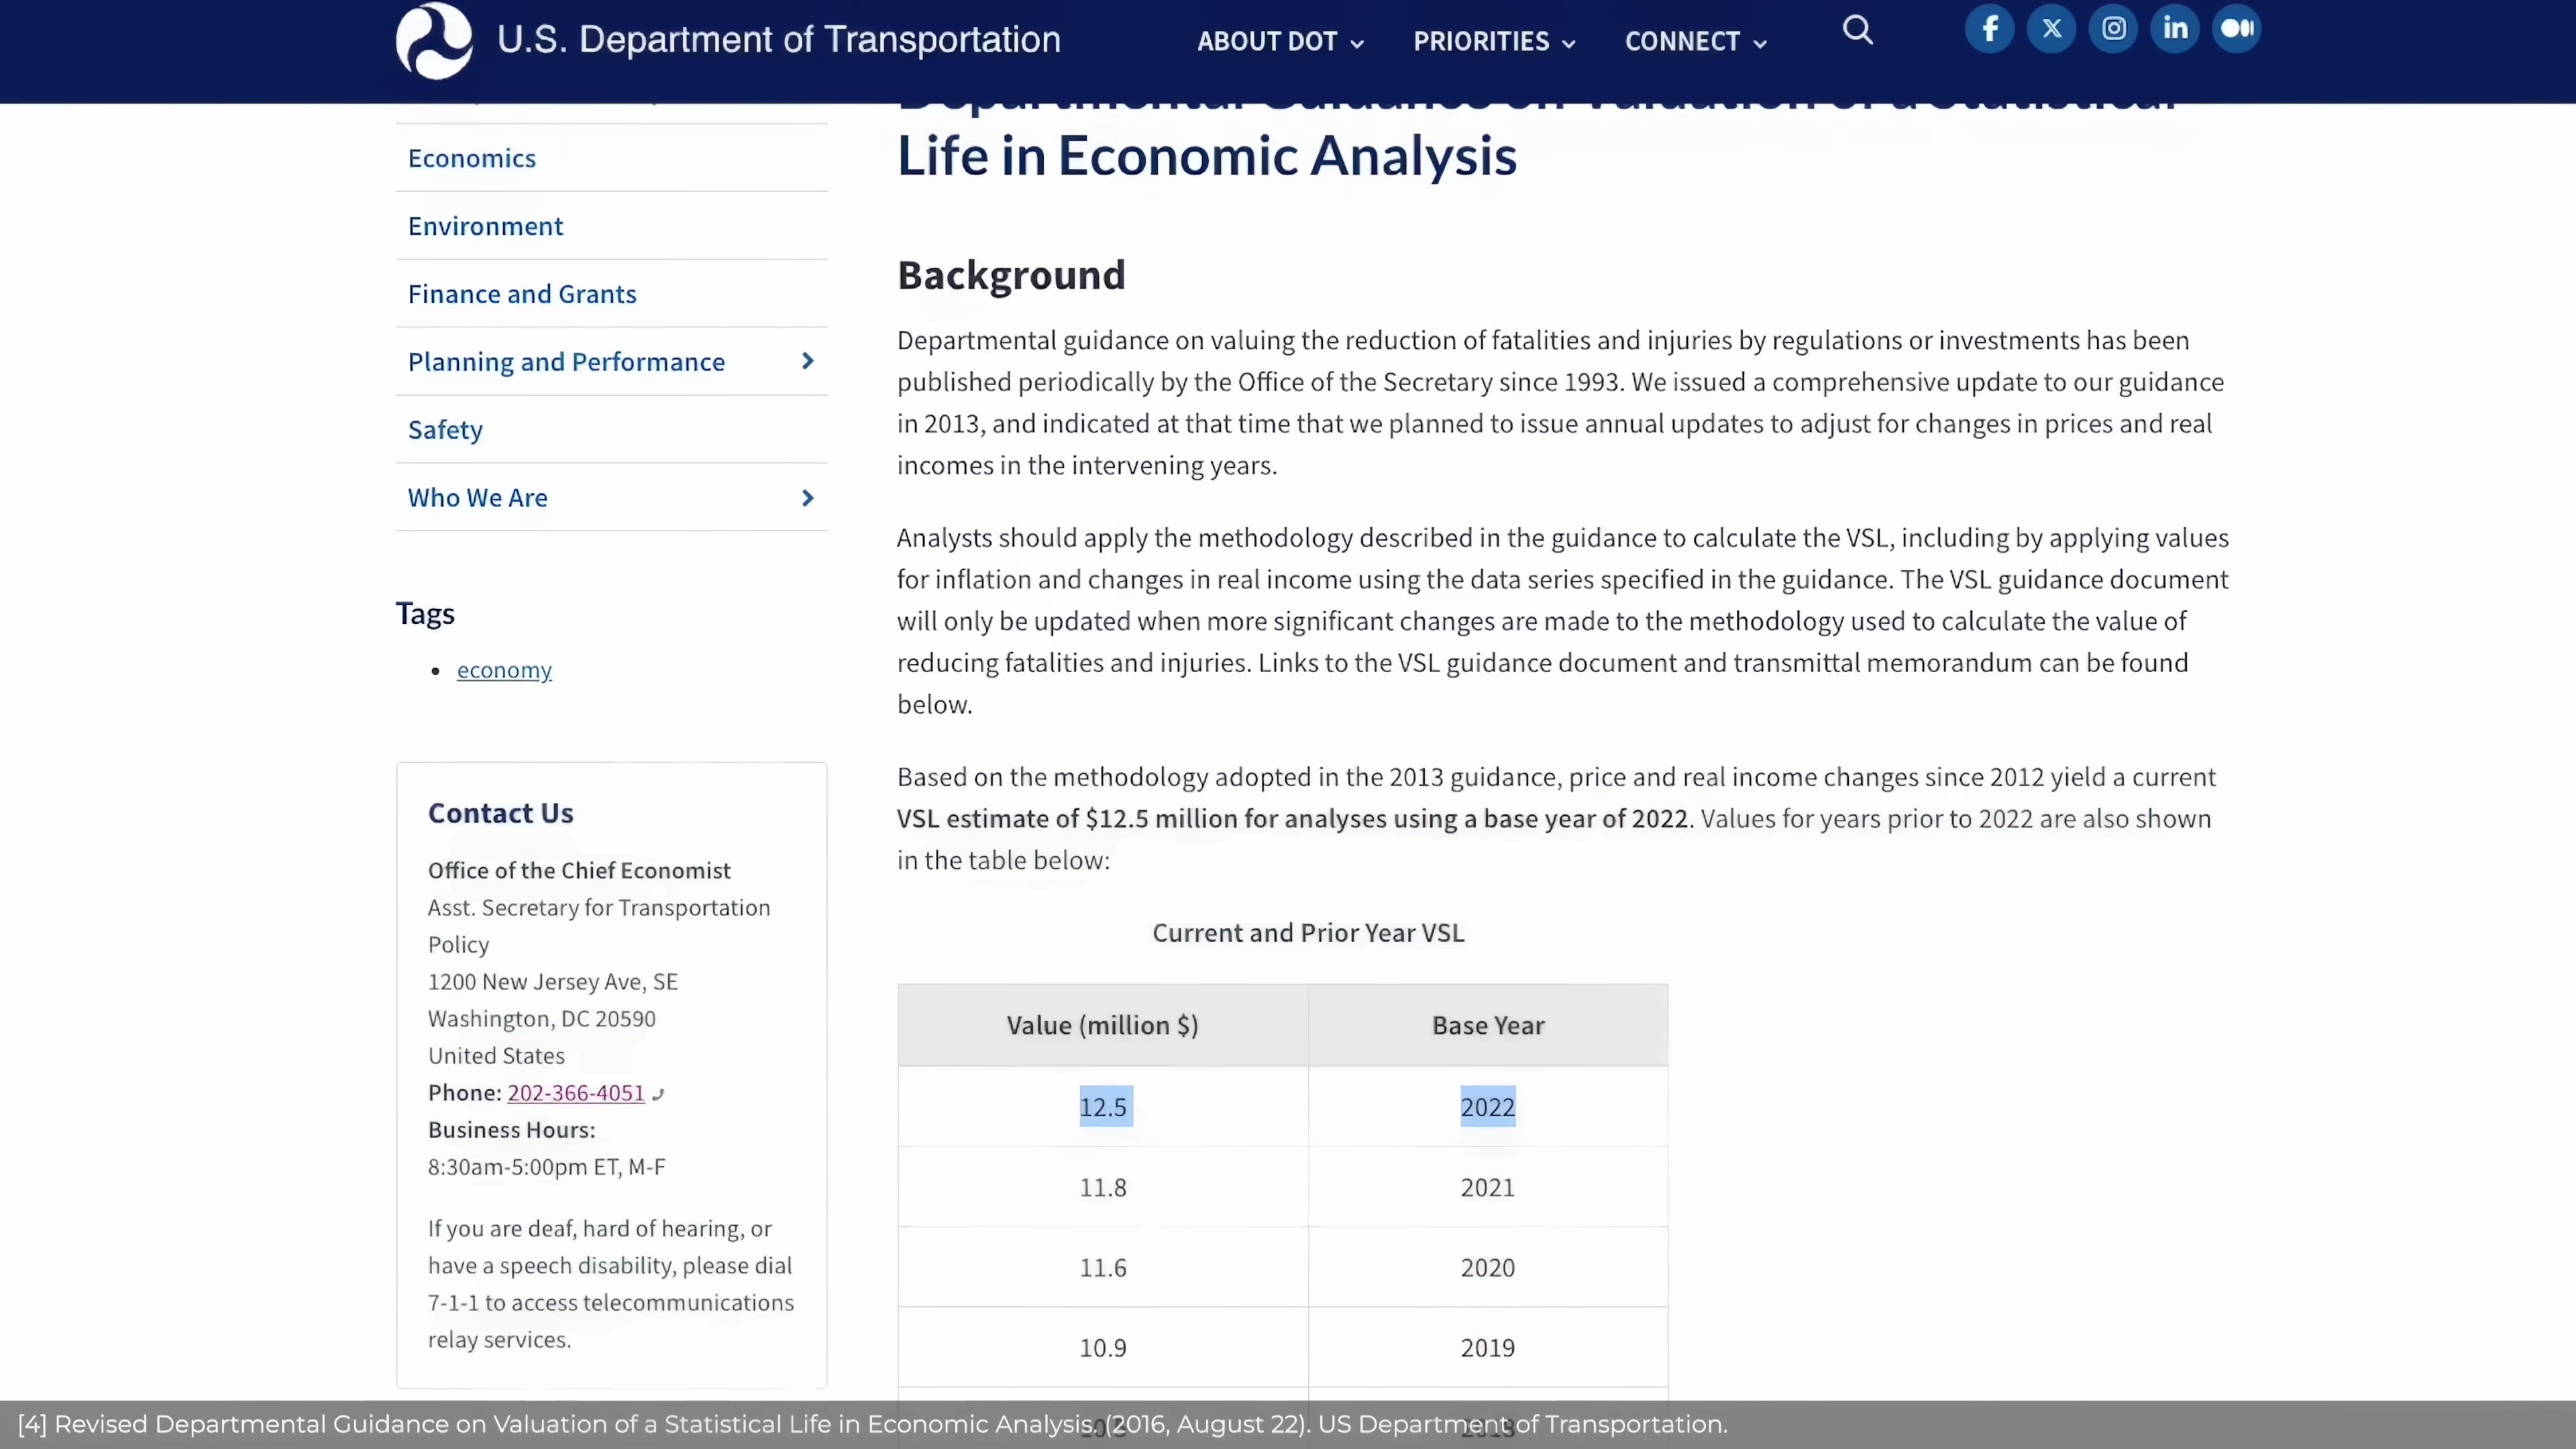 U.S. Department of Transportation
ABOUT DOT
PRIORITIES
CONNECT
Economics
Environment
Finance and Grants
Planning and Performance
Safety
Who We Are
Tags
economy
Contact Us
Office of the Chief Economist
Asst. Secretary for Transportation
Policy
1200 New Jersey Ave, SE
Washington, DC 20590
United States
Phone: 202-366-4051
Business Hours:
8:30am-5:00pm ET, M-F
If you are deaf, hard of hearing, or
have a speech disability, please dial
7-1-1 to access telecommunications
relay services.
Departmental Guidance on Valuation of a Statistical
Life in Economic Analysis
Background
Departmental guidance on valuing the reduction of fatalities and injuries by regulations or investments has been
published periodically by the Office of the Secretary since 1993. We issued a comprehensive update to our guidance
in 2013, and indicated at that time that we planned to issue annual updates to adjust for changes in prices and real
incomes in the intervening years.
Analysts should apply the methodology described in the guidance to calculate the VSL, including by applying values
for inflation and changes in real income using the data series specified in the guidance. The VSL guidance document
will only be updated when more significant changes are made to the methodology used to calculate the value of
reducing fatalities and injuries. Links to the VSL guidance document and transmittal memorandum can be found
below.
Based on the methodology adopted in the 2013 guidance, price and real income changes since 2012 yield a current
VSL estimate of $12.5 million for analyses using a base year of 2022. Values for years prior to 2022 are also shown
in the table below:
Current and Prior Year VSL
Value (million $) Base Year
12.5 2022
11.8 2021
11.6 2020
10.9 2019
[4] Revised Departmental Guidance on Valuation of a Statistical Life in Economic Analysis. (2016, August 22). US Department of Transportation.